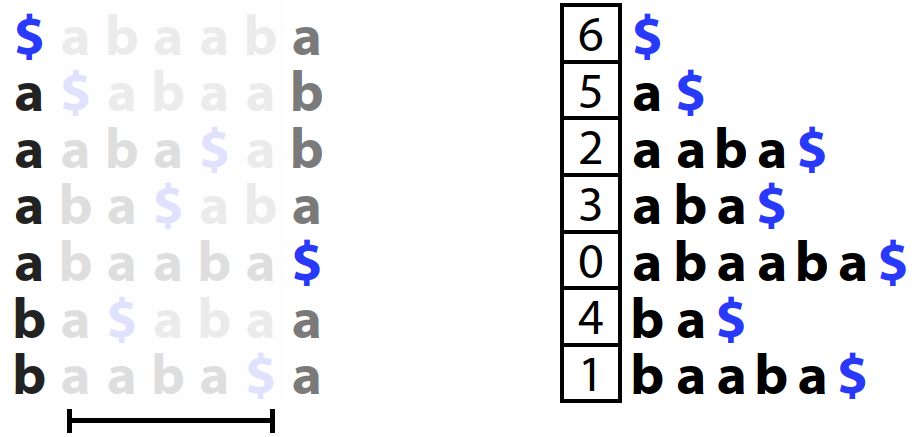 $ a b a a b a 6 $
a $ a b a a b 5 a $
a a b a $ a b 2 a a b a $
a b a $ a b a 3 a b a $
a b a a b a $ 0 a b a a b a $
b a $ a b a a 4 b a $
b a a b a $ a 1 b a a b a $